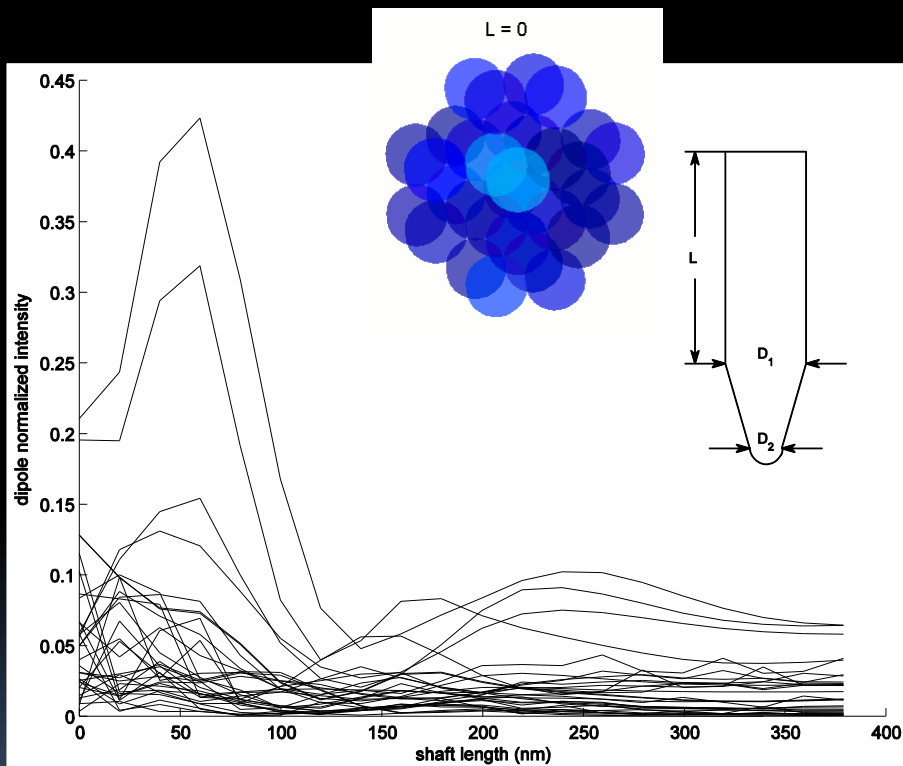 L = 0
0.45
0.4
0.35
0.3
0.25
0.2
0.15
0.1
0.05
0
dipole normalized intensity
0 50 100 150 200 250 300 350 400
shaft length (nm)
L
D1
D2